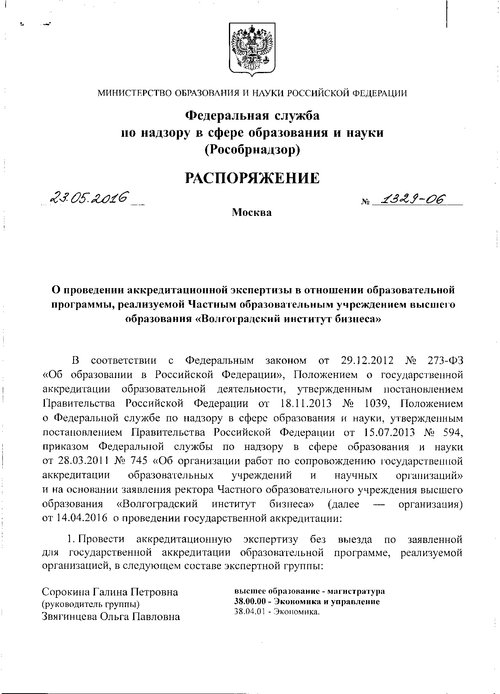 МИНИСТЕРСТВО ОБРАЗОВАНИЯ И НАУКИ РОССИЙСКОЙ ФЕДЕРАЦИИ
Федеральная служба
по надзору в сфере образования и науки
(Рособрнадзор)
РАСПОРЯЖЕНИЕ
23.05.2016 № 1329-06
Москва
О проведении аккредитационной экспертизы в отношении образовательной
программы, реализуемой Частным образовательным учреждением высшего
образования «Волгоградский институт бизнеса»
В соответствии с Федеральным законом от 29.12.2012 № 273-ФЗ
«Об образовании в Российской Федерации», Положением о государственной
аккредитации образовательной деятельности, утвержденным постановлением
Правительства Российской Федерации от 18.11.2013 № 1039, Положением
о Федеральной службе по надзору в сфере образования и науки, утвержденным
постановлением Правительства Российской Федерации от 15.07.2013 № 594,
приказом Федеральной службы по надзору в сфере образования и науки
от 28.03.2011 № 745 «Об организации работ по сопровождению государственной
аккредитации образовательных учреждений и научных организаций»
и на основании заявления ректора Частного образовательного учреждения высшего
образования «Волгоградский институт бизнеса» (далее — организация)
от 14.04.2016 о проведении государственной аккредитации:
1. Провести аккредитационную экспертизу без выезда по заявленной
для государственной аккредитации образовательной программе, реализуемой
организацией, в следующем составе экспертной группы:
Сорокина Галина Петровна высшее образование - магистратура
(руководитель группы) 38.00.00 - Экономика и управление
Звягинцева Ольга Павловна 38.04.01 - Экономика.